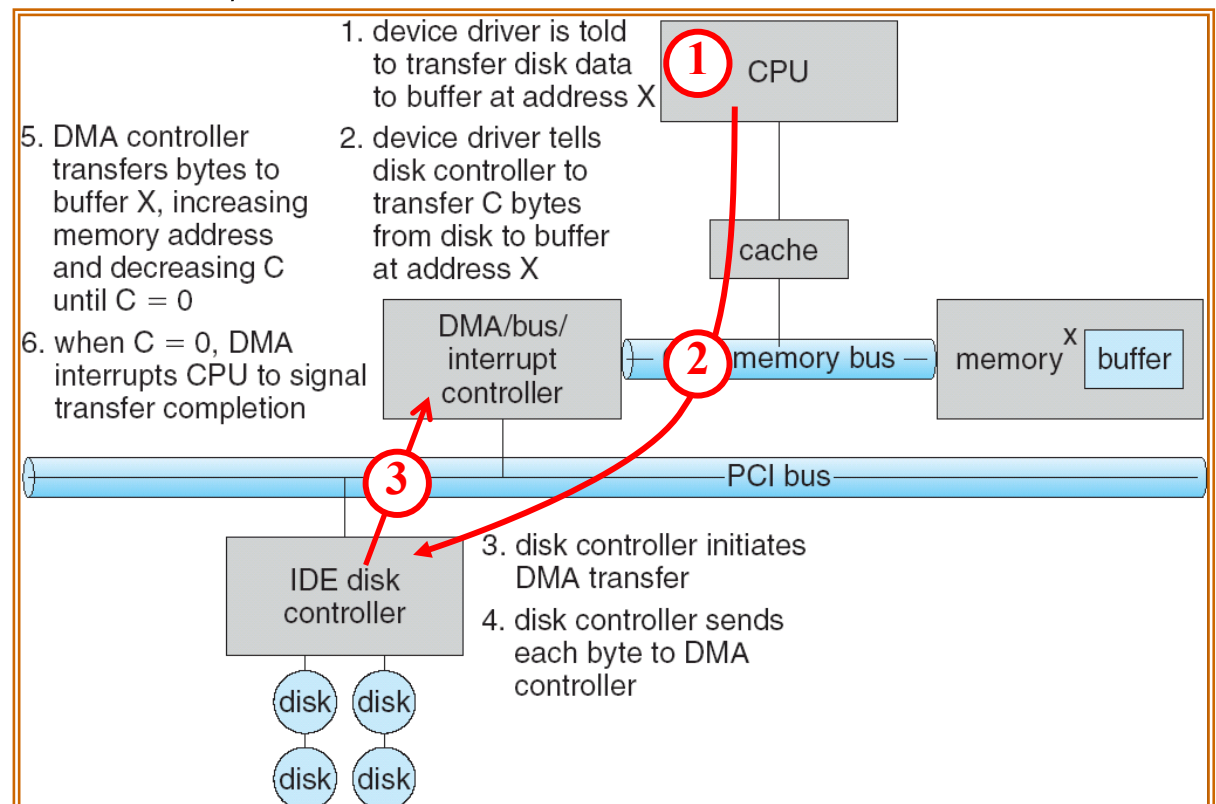 1. device driver is told
to transfer disk data
to buffer at address X
2. device driver tells
disk controller to
transfer C bytes
from disk to buffer
at address X
5. DMA controller
transfers bytes to
buffer X, increasing
memory address
and decreasing C
until C = 0
6. when C = 0, DMA
interrupts CPU to signal
transfer completion
1
CPU
cache
DMA/bus/
interrupt
controller
2
memory bus
memory
X
buffer
3
PCI bus
IDE disk
controller
3. disk controller initiates
DMA transfer
4. disk controller sends
each byte to DMA
controller
disk
disk
disk
disk